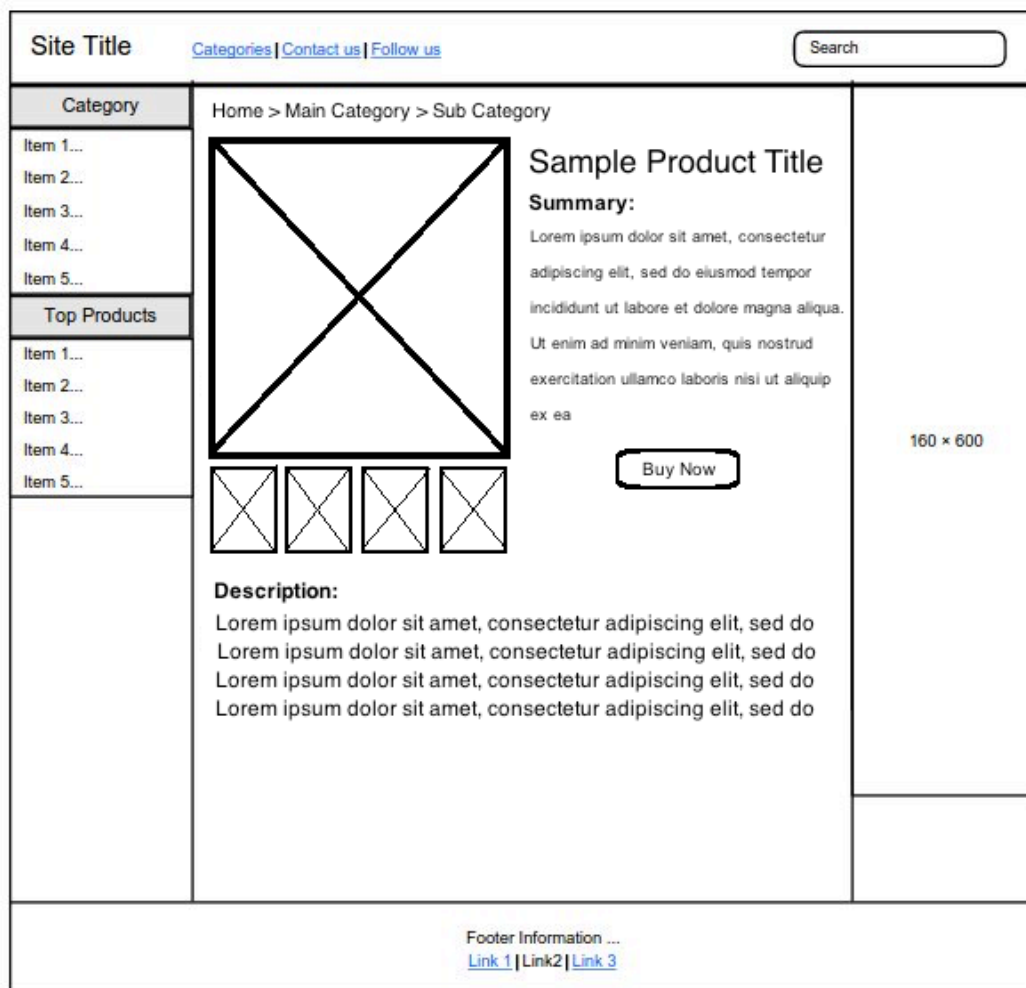 Site Title
Categories | Contact us | Follow us
Search
Category
Item 1...
Item 2...
Item 3...
Item 4...
Item 5...
Top Products
Item 1...
Item 2...
Item 3...
Item 4...
Item 5...
Home > Main Category > Sub Category
Sample Product Title
Summary:
Lorem ipsum dolor sit amet, consectetur
adipiscing elit, sed do eiusmod tempor
incididunt ut labore et dolore magna aliqua.
Ut enim ad minim veniam, quis nostrud
exercitation ullamco laboris nisi ut aliquip
ex ea
Buy Now
Description:
Lorem ipsum dolor sit amet, consectetur adipiscing elit, sed do
Lorem ipsum dolor sit amet, consectetur adipiscing elit, sed do
Lorem ipsum dolor sit amet, consectetur adipiscing elit, sed do
Lorem ipsum dolor sit amet, consectetur adipiscing elit, sed do
160 × 600
Footer Information ...
Link 1 | Link2 | Link 3